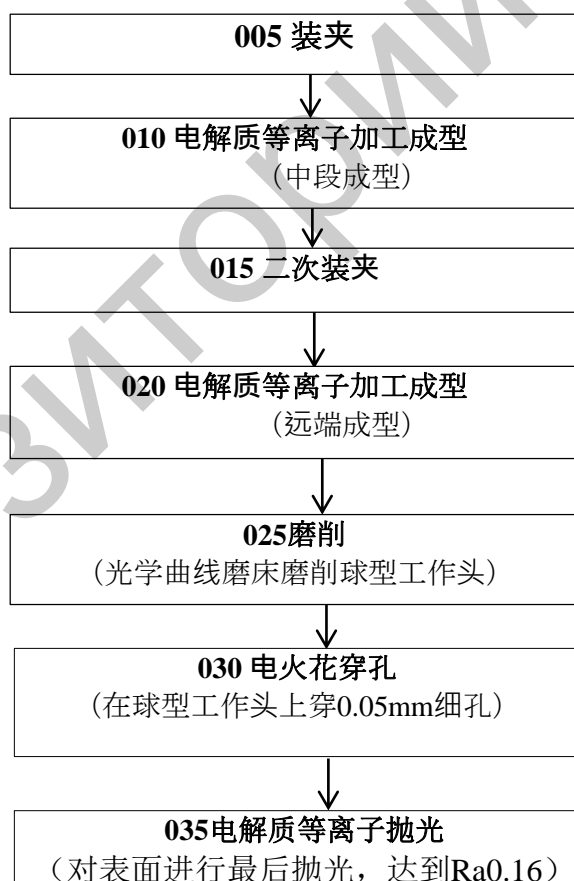 005 装夹
010 电解质等离子加工成型
（中段成型）
015 二次装夹
020 电解质等离子加工成型
（远端成型）
025磨削
（光学曲线磨床磨削球型工作头）
030 电火花穿孔
（在球型工作头上穿0.05mm细孔）
035电解质等离子抛光
（对表面进行最后抛光，达到Ra0.16）